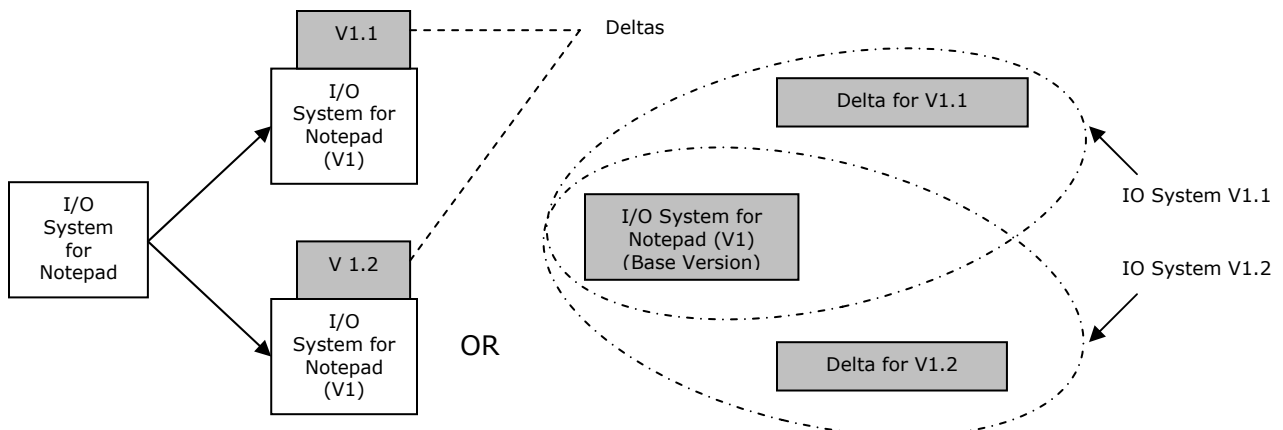 V1.1
I/O
System for
Notepad
(V1)
I/O
System
for
Notepad
V 1.2
I/O
System for
Notepad
(V1)
Deltas
OR
Delta for V1.1
I/O System for
Notepad (V1)
(Base Version)
Delta for V1.2
IO System V1.1
IO System V1.2